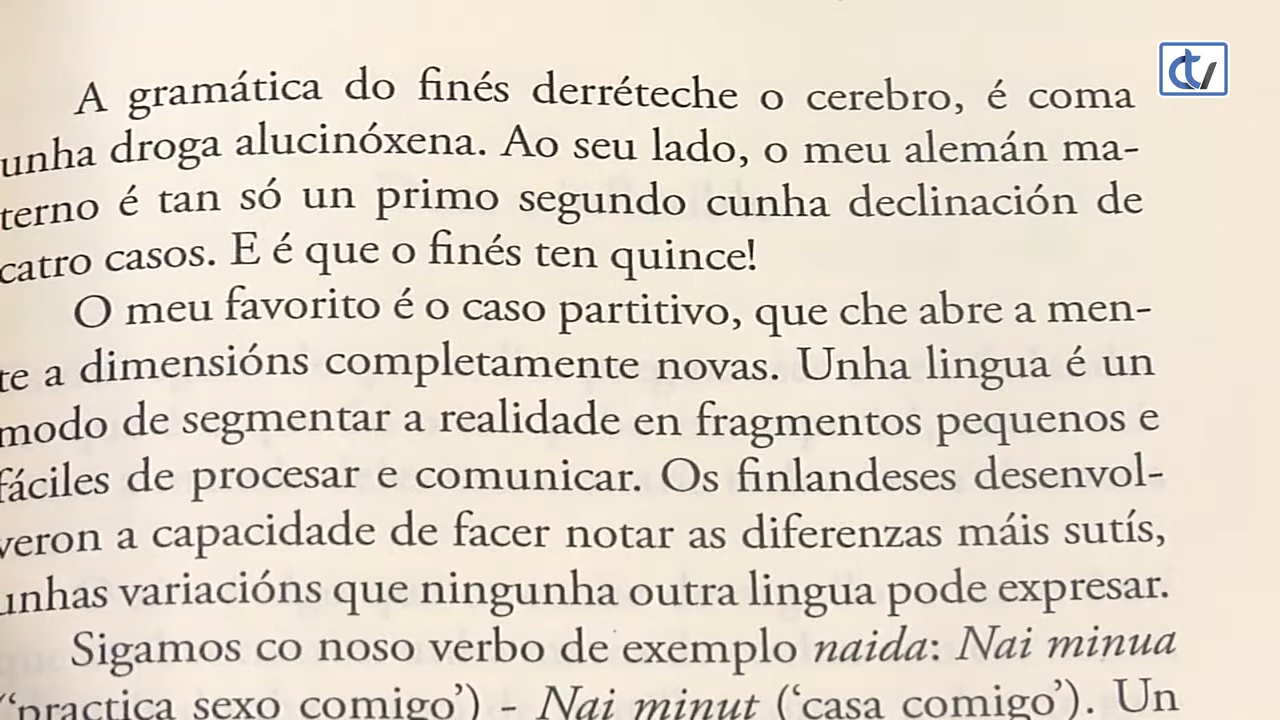 A gramática do finés derréteche o cerebro, é coma
unha droga alucinóxena. Ao seu lado, o meu alemán ma-
terno é tan só un primo segundo cunha declinación de
catro casos. E é que o finés ten quince!
O meu favorito é o caso partitivo, que che abre a men-
te a dimensións completamente novas. Unha lingua é un
modo de segmentar a realidade en fragmentos pequenos e
fáciles de procesar e comunicar. Os finlandeses desenvol-
veron a capacidade de facer notar as diferenzas máis sutís,
unhas variacións que ningunha outra lingua pode expresar.
Sigamos co noso verbo de exemplo naida: Nai minua
(‘practica sexo comigo’) - Nai minut (‘casa comigo’). Un